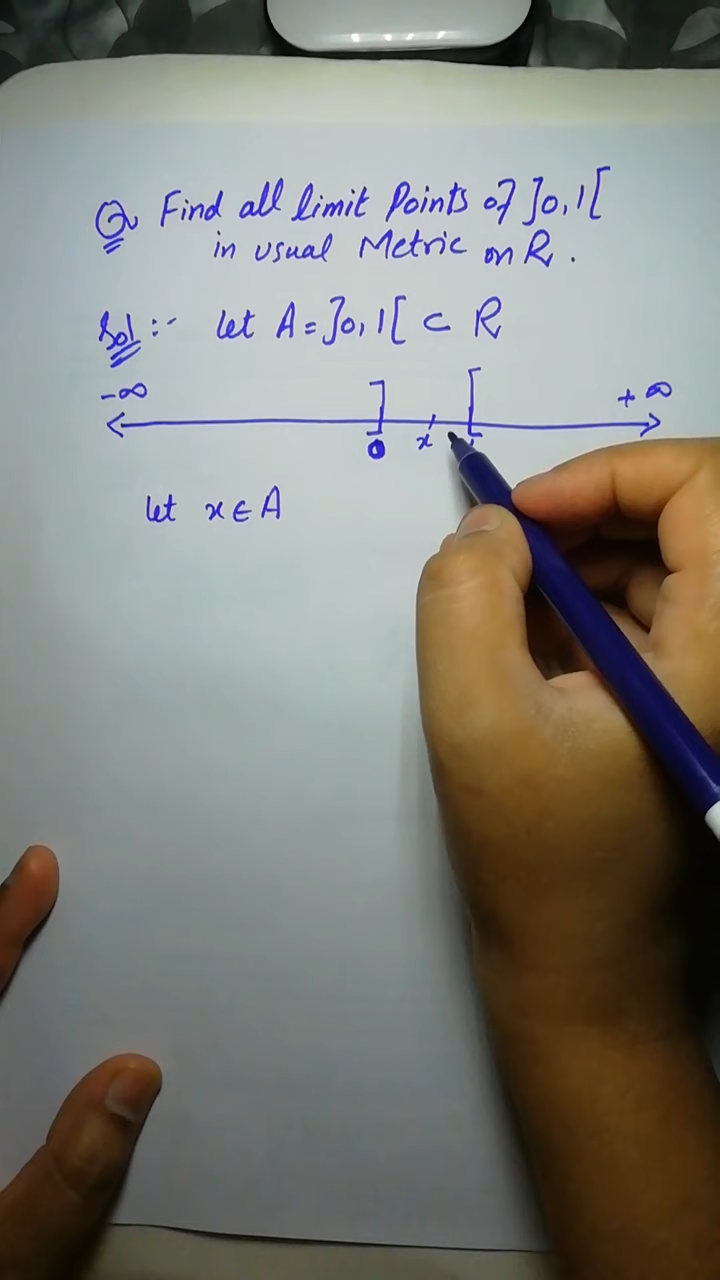 Q Find all limit Points of ]0,1[
in usual Metric on R.
Sol :- let A = ]0,1[ ⊂ R
-∞ ] [ +∞
0 x
let x ∈ A